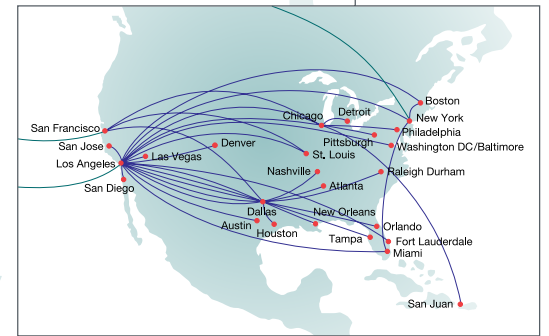 Boston
Chicago
Detroit
New York
San Francisco
Philadelphia
Pittsburgh
San Jose
Denver
Washington DC/Baltimore
Las Vegas
St. Louis
Los Angeles
Nashville
Raleigh Durham
San Diego
Atlanta
Dallas
New Orleans
Austin
Orlando
Houston
Tampa
Fort Lauderdale
Miami
San Juan